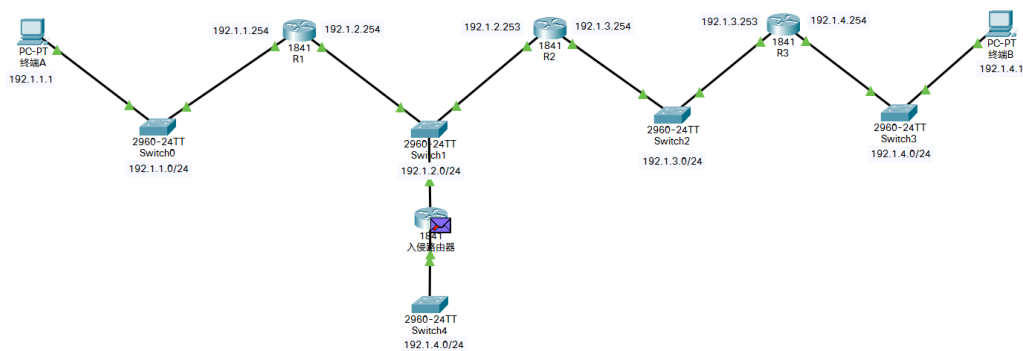 PC-PT
终端A
192.1.1.1
192.1.1.254
1841
R1
192.1.2.254
192.1.2.253
1841
R2
192.1.3.254
192.1.3.253
1841
R3
192.1.4.254
PC-PT
终端B
192.1.4.1
2960-24TT
Switch0
192.1.1.0/24
2960-24TT
Switch1
192.1.2.0/24
2960-24TT
Switch2
192.1.3.0/24
2960-24TT
Switch3
192.1.4.0/24
1841
入侵路由器
2960-24TT
Switch4
192.1.4.0/24